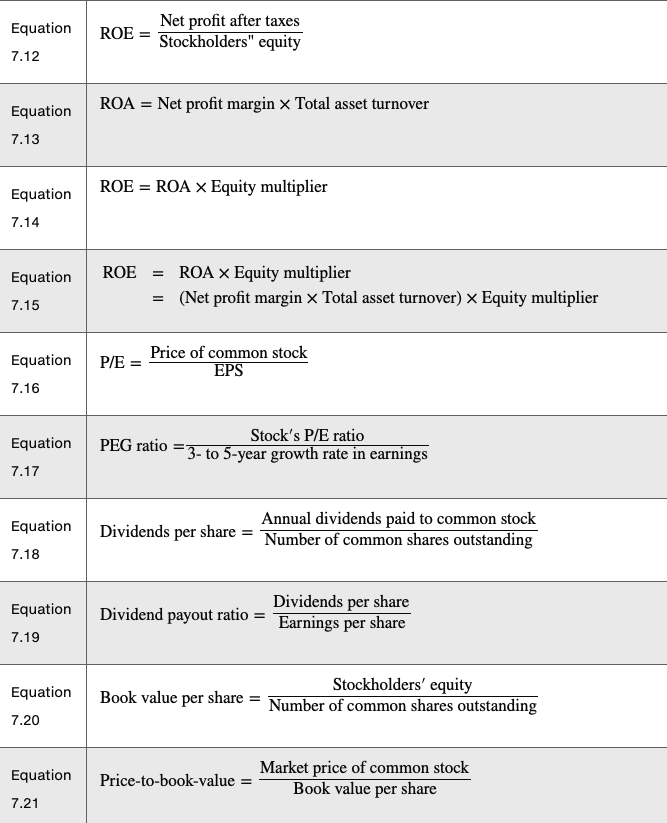 Equation
7.12
ROE = Net profit after taxes
Stockholders" equity
Equation
7.13
ROA = Net profit margin × Total asset turnover
Equation
7.14
ROE = ROA × Equity multiplier
Equation
7.15
ROE = ROA × Equity multiplier
= (Net profit margin × Total asset turnover) × Equity multiplier
Equation
7.16
P/E = Price of common stock
EPS
Equation
7.17
PEG ratio = Stock's P/E ratio
3- to 5-year growth rate in earnings
Equation
7.18
Dividends per share = Annual dividends paid to common stock
Number of common shares outstanding
Equation
7.19
Dividend payout ratio = Dividends per share
Earnings per share
Equation
7.20
Book value per share = Stockholders′ equity
Number of common shares outstanding
Equation
7.21
Price-to-book-value = Market price of common stock
Book value per share